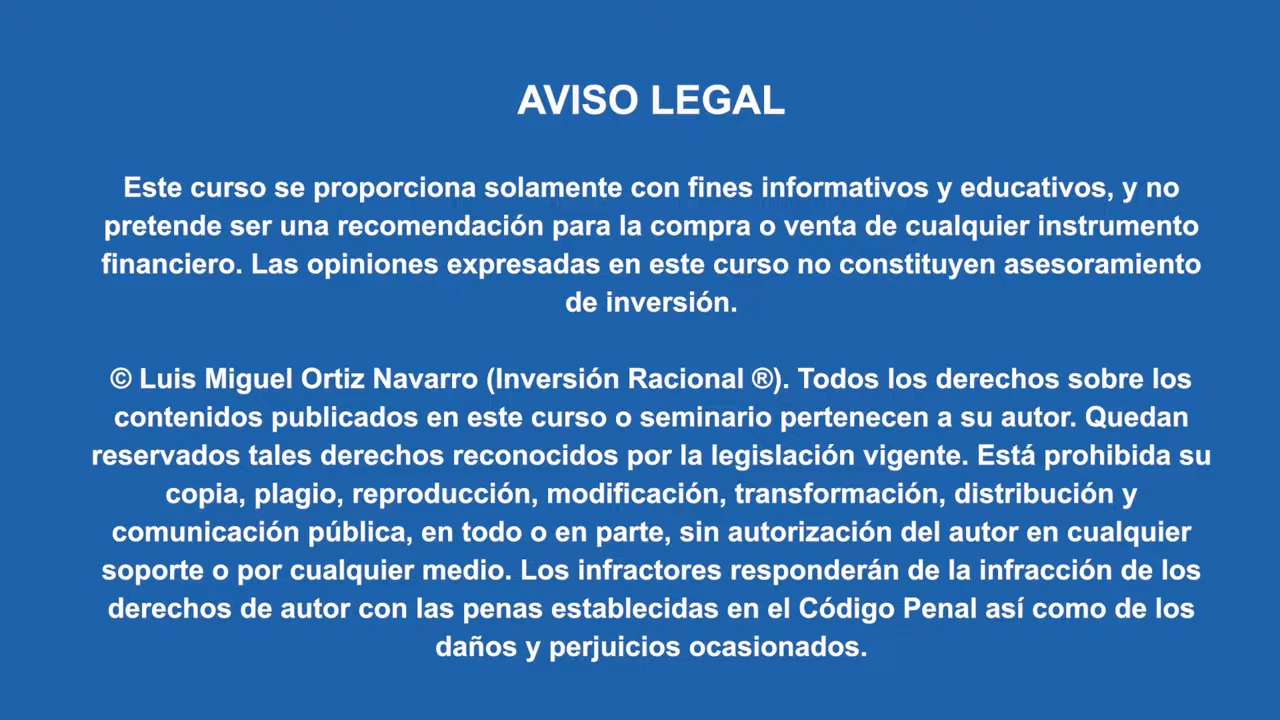 AVISO LEGAL
Este curso se proporciona solamente con fines informativos y educativos, y no
pretende ser una recomendación para la compra o venta de cualquier instrumento
financiero. Las opiniones expresadas en este curso no constituyen asesoramiento
de inversión.
© Luis Miguel Ortiz Navarro (Inversión Racional ®). Todos los derechos sobre los
contenidos publicados en este curso o seminario pertenecen a su autor. Quedan
reservados tales derechos reconocidos por la legislación vigente. Está prohibida su
copia, plagio, reproducción, modificación, transformación, distribución y
comunicación pública, en todo o en parte, sin autorización del autor en cualquier
soporte o por cualquier medio. Los infractores responderán de la infracción de los
derechos de autor con las penas establecidas en el Código Penal así como de los
daños y perjuicios ocasionados.